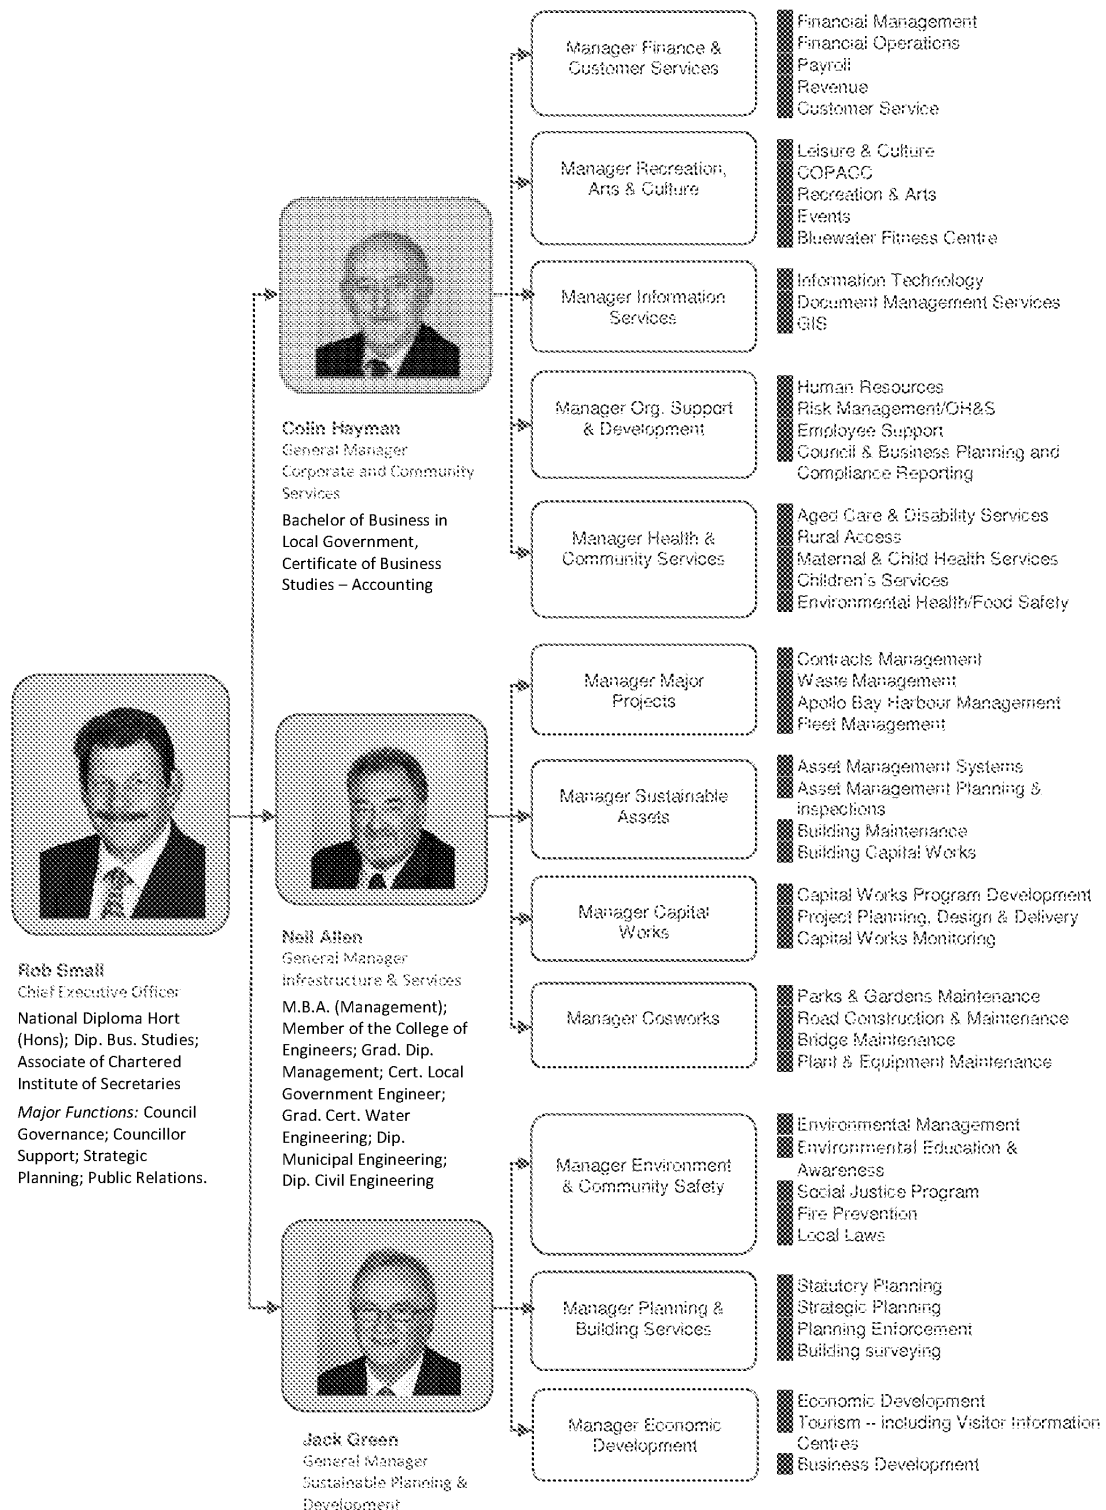 Manager Finance &
Customer Services
Financial Management
Financial Operations
Payroll
Revenue
Customer Service
Manager Recreation,
Arts & Culture
Leisure & Culture
COPACC
Recreation & Arts
Events
Bluewater Fitness Centre
Manager Information
Services
Information Technology
Document Management Services
GIS
Manager Org. Support
& Development
Human Resources
Risk Management/OH&S
Employee Support
Council & Business Planning and
Compliance Reporting
Manager Health &
Community Services
Aged Care & Disability Services
Rural Access
Maternal & Child Health Services
Children's Services
Environmental Health/Food Safety
Colin Hayman
General Manager
Corporate and Community
Services
Bachelor of Business in
Local Government,
Certificate of Business
Studies – Accounting
Manager Major
Projects
Contracts Management
Waste Management
Apollo Bay Harbour Management
Fleet Management
Manager Sustainable
Assets
Asset Management Systems
Asset Management Planning &
inspections
Building Maintenance
Building Capital Works
Manager Capital
Works
Capital Works Program Development
Project Planning, Design & Delivery
Capital Works Monitoring
Manager Cosworks
Parks & Gardens Maintenance
Road Construction & Maintenance
Bridge Maintenance
Plant & Equipment Maintenance
Neil Allen
General Manager
Infrastructure & Services
M.B.A. (Management);
Member of the College of
Engineers; Grad. Dip.
Management; Cert. Local
Government Engineer;
Grad. Cert. Water
Engineering; Dip.
Municipal Engineering;
Dip. Civil Engineering
Rob Small
Chief Executive Officer
National Diploma Hort
(Hons); Dip. Bus. Studies;
Associate of Chartered
Institute of Secretaries
Major Functions: Council
Governance; Councillor
Support; Strategic
Planning; Public Relations.
Manager Environment
& Community Safety
Environmental Management
Environmental Education &
Awareness
Social Justice Program
Fire Prevention
Local Laws
Manager Planning &
Building Services
Statutory Planning
Strategic Planning
Planning Enforcement
Building surveying
Manager Economic
Development
Economic Development
Tourism – including Visitor Information
Centres
Business Development
Jack Green
General Manager
Sustainable Planning &
Development